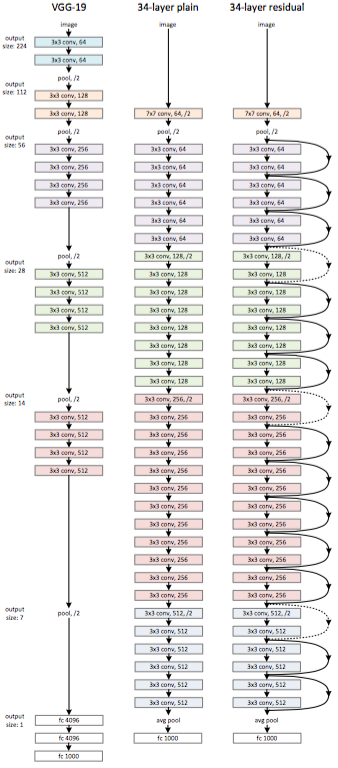 VGG-19
34-layer plain
34-layer residual
output
size: 224
output
size: 112
output
size: 56
output
size: 28
output
size: 14
output
size: 7
output
size: 1
image
3x3 conv, 64
3x3 conv, 64
pool, /2
3x3 conv, 128
3x3 conv, 128
pool, /2
3x3 conv, 256
3x3 conv, 256
3x3 conv, 256
3x3 conv, 256
pool, /2
3x3 conv, 512
3x3 conv, 512
3x3 conv, 512
3x3 conv, 512
pool, /2
3x3 conv, 512
3x3 conv, 512
3x3 conv, 512
3x3 conv, 512
pool, /2
fc 4096
fc 4096
fc 1000
image
7x7 conv, 64, /2
pool, /2
3x3 conv, 64
3x3 conv, 64
3x3 conv, 64
3x3 conv, 64
3x3 conv, 64
3x3 conv, 64
3x3 conv, 128, /2
3x3 conv, 128
3x3 conv, 128
3x3 conv, 128
3x3 conv, 128
3x3 conv, 128
3x3 conv, 128
3x3 conv, 128
3x3 conv, 256, /2
3x3 conv, 256
3x3 conv, 256
3x3 conv, 256
3x3 conv, 256
3x3 conv, 256
3x3 conv, 256
3x3 conv, 256
3x3 conv, 256
3x3 conv, 256
3x3 conv, 256
3x3 conv, 256
3x3 conv, 512, /2
3x3 conv, 512
3x3 conv, 512
3x3 conv, 512
3x3 conv, 512
3x3 conv, 512
avg pool
fc 1000
image
7x7 conv, 64, /2
pool, /2
3x3 conv, 64
3x3 conv, 64
3x3 conv, 64
3x3 conv, 64
3x3 conv, 64
3x3 conv, 64
3x3 conv, 128, /2
3x3 conv, 128
3x3 conv, 128
3x3 conv, 128
3x3 conv, 128
3x3 conv, 128
3x3 conv, 128
3x3 conv, 128
3x3 conv, 256, /2
3x3 conv, 256
3x3 conv, 256
3x3 conv, 256
3x3 conv, 256
3x3 conv, 256
3x3 conv, 256
3x3 conv, 256
3x3 conv, 256
3x3 conv, 256
3x3 conv, 256
3x3 conv, 256
3x3 conv, 512, /2
3x3 conv, 512
3x3 conv, 512
3x3 conv, 512
3x3 conv, 512
3x3 conv, 512
avg pool
fc 1000